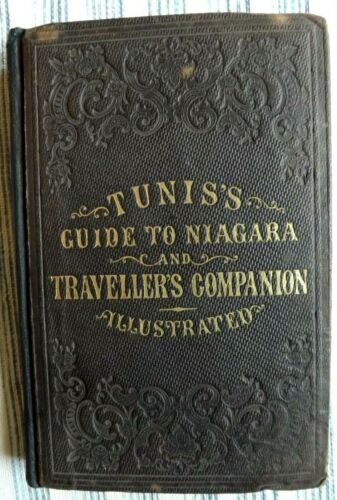 TUNIS'S
GUIDE TO NIAGARA
AND
TRAVELLER'S COMPANION
ILLUSTRATED